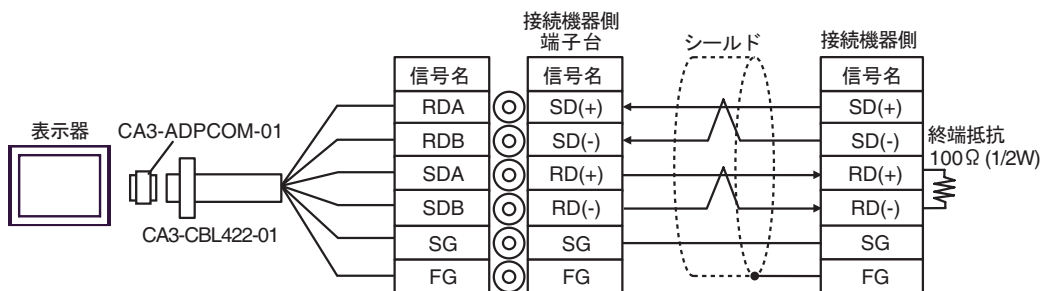 表示器
CA3-ADPCOM-01
CA3-CBL422-01
信号名
RDA
RDB
SDA
SDB
SG
FG
接続機器側
端子台
信号名
SD(+)
SD(-)
RD(+)
RD(-)
SG
FG
シールド
接続機器側
信号名
SD(+)
SD(-)
RD(+)
RD(-)
SG
FG
終端抵抗
100Ω (1/2W)